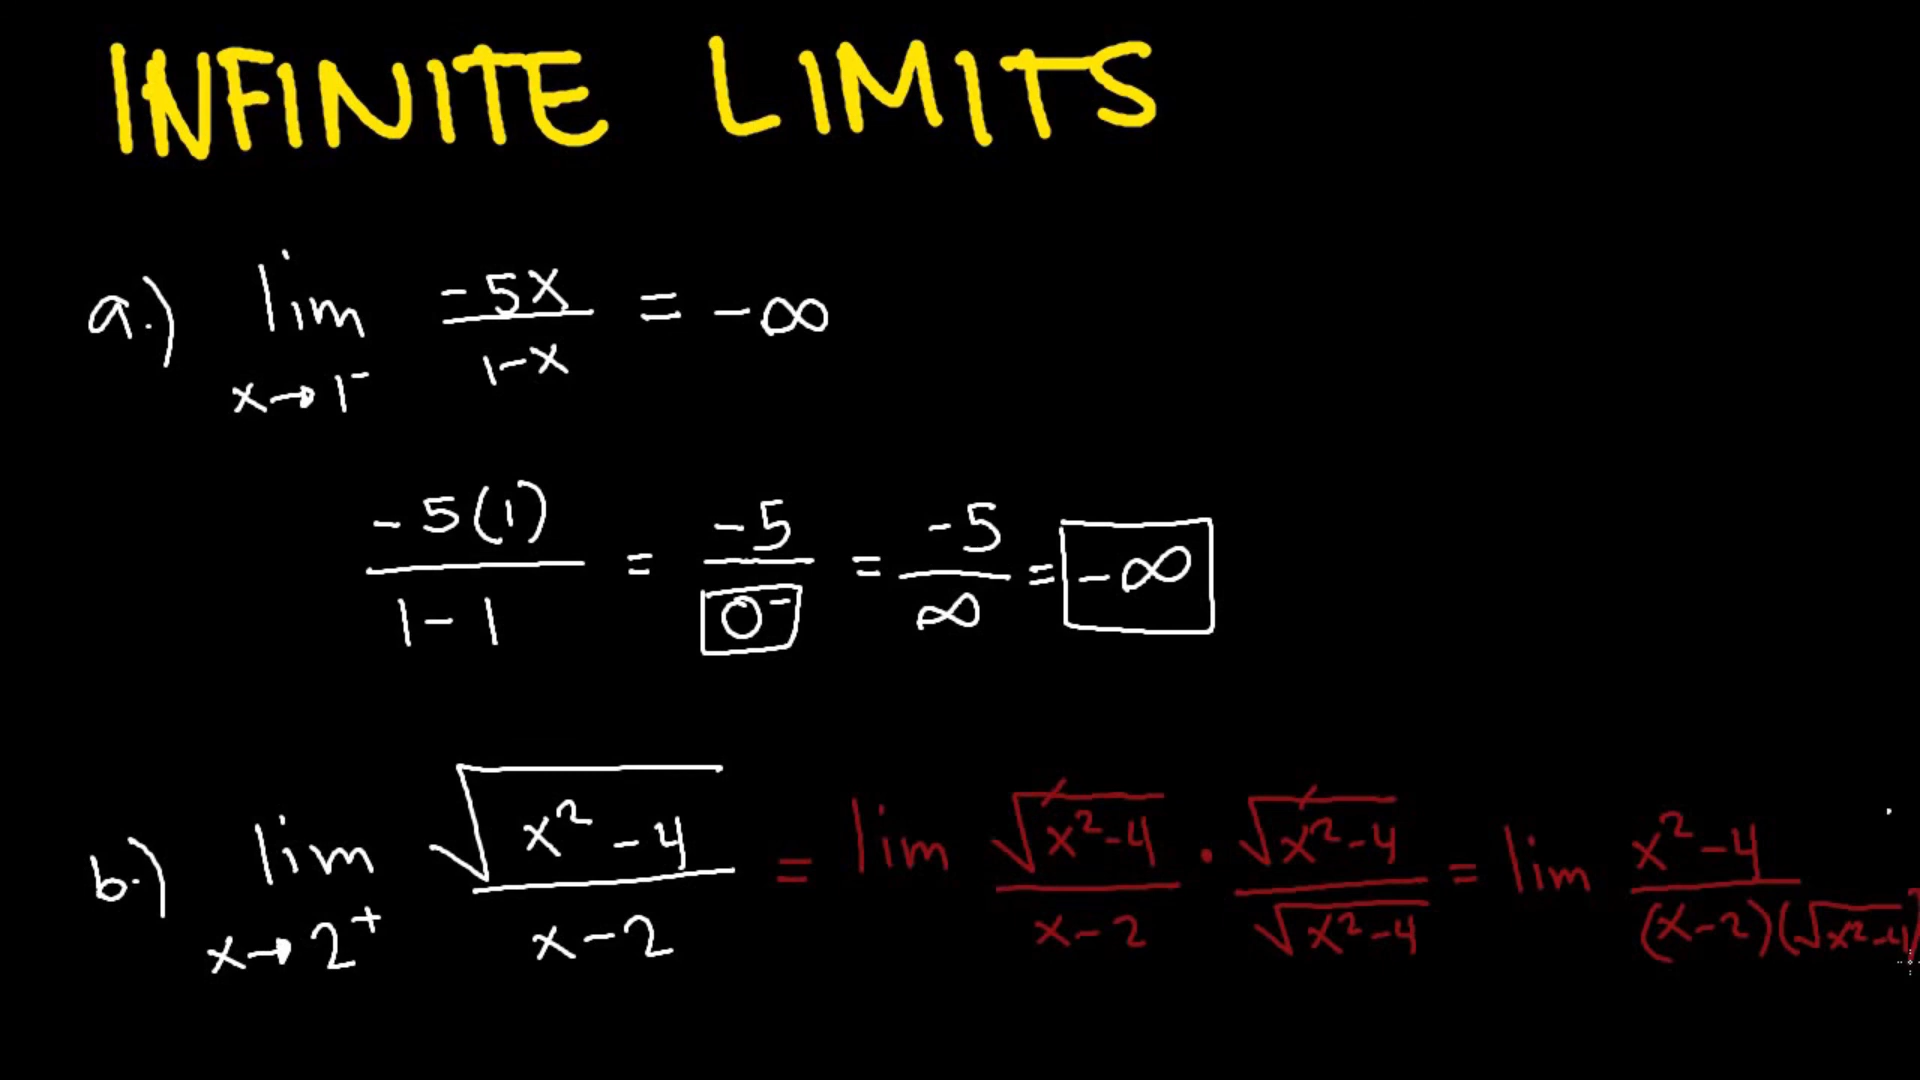 INFINITE LIMITS
a.) lim x→1⁻ -5x/1-x = -∞
-5(1)/1-1 = -5/0⁻ = -5/∞ = -∞
b.) lim x→2⁺ √(x²-4)/x-2 = lim √(x²-4)/x-2 · √(x²-4)/√(x²-4) = lim x²-4/(x-2)(√(x²-4))